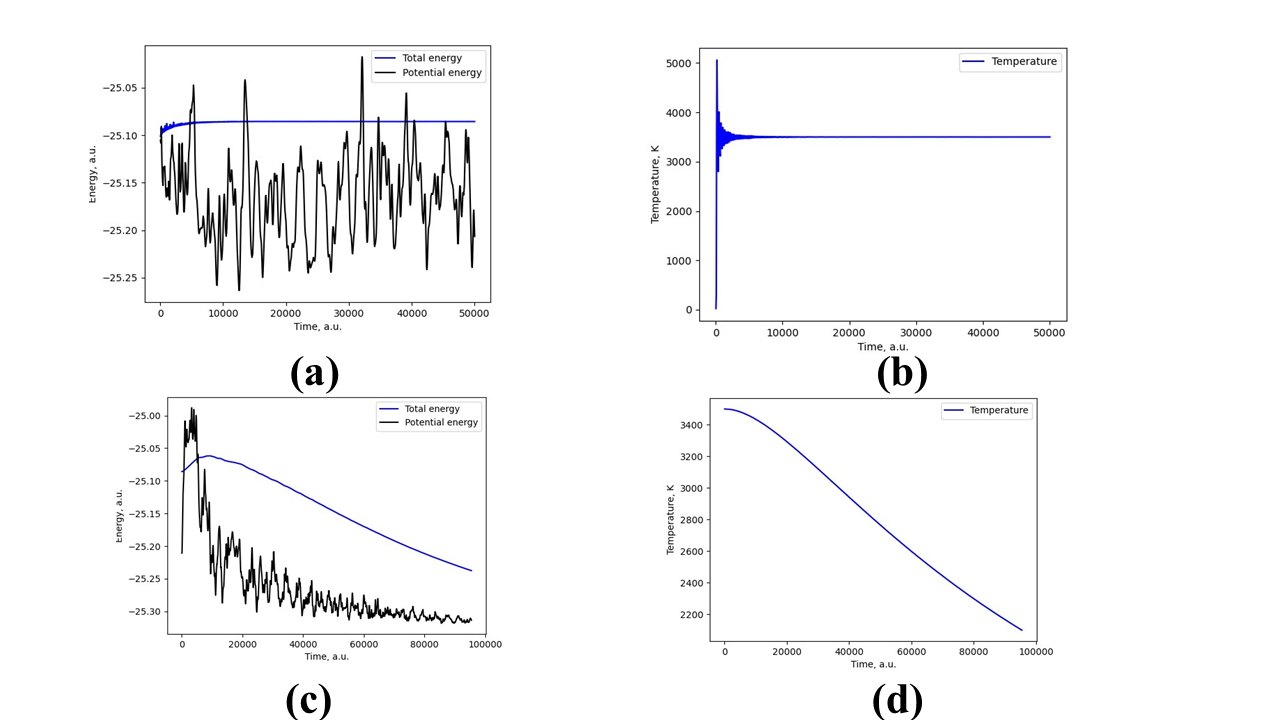 Total energy
Potential energy
−25.05
−25.10
−25.15
−25.20
−25.25
Energy, a.u.
0 10000 20000 30000 40000 50000
Time, a.u.
(a)
Temperature
5000
4000
3000
2000
1000
0
Temperature, K
0 10000 20000 30000 40000 50000
Time, a.u.
(b)
Total energy
Potential energy
−25.00
−25.05
−25.10
−25.15
−25.20
−25.25
−25.30
Energy, a.u.
0 20000 40000 60000 80000 100000
Time, a.u.
(c)
Temperature
3400
3200
3000
2800
2600
2400
2200
Temperature, K
0 20000 40000 60000 80000 100000
Time, a.u.
(d)